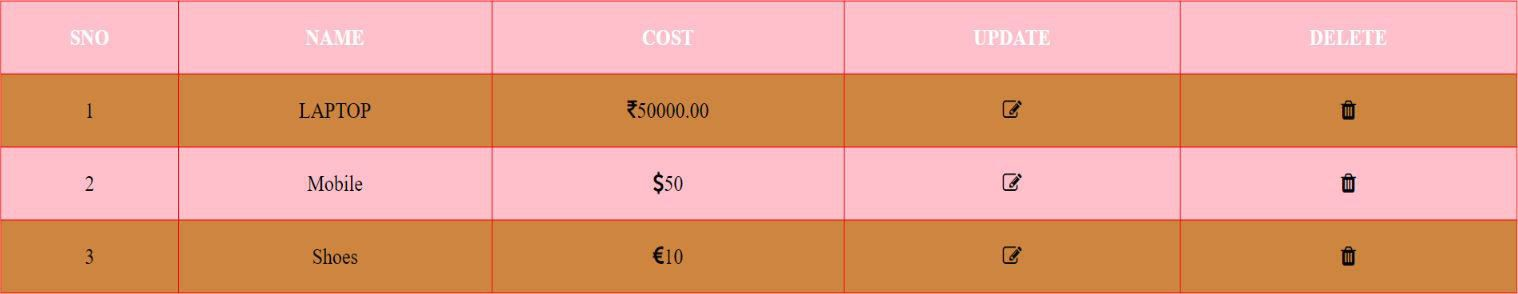 SNO NAME COST UPDATE DELETE
1 LAPTOP ₹50000.00
2 Mobile $50
3 Shoes €10